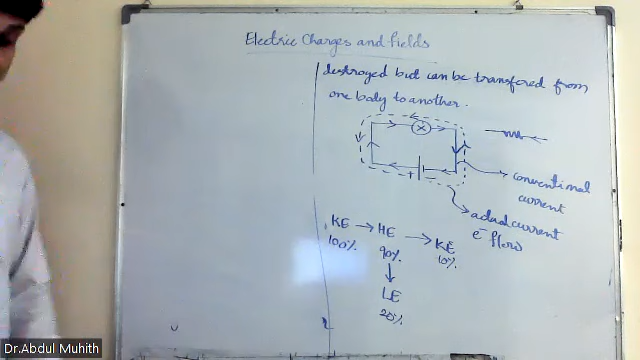 Electric Charges and Fields
destroyed but can be transfered from
one body to another.
+
conventional
current
actual current
e⁻ flow
KE → HE → KE
100% 90% 10%
↓
LE
20%
Dr.Abdul Muhith